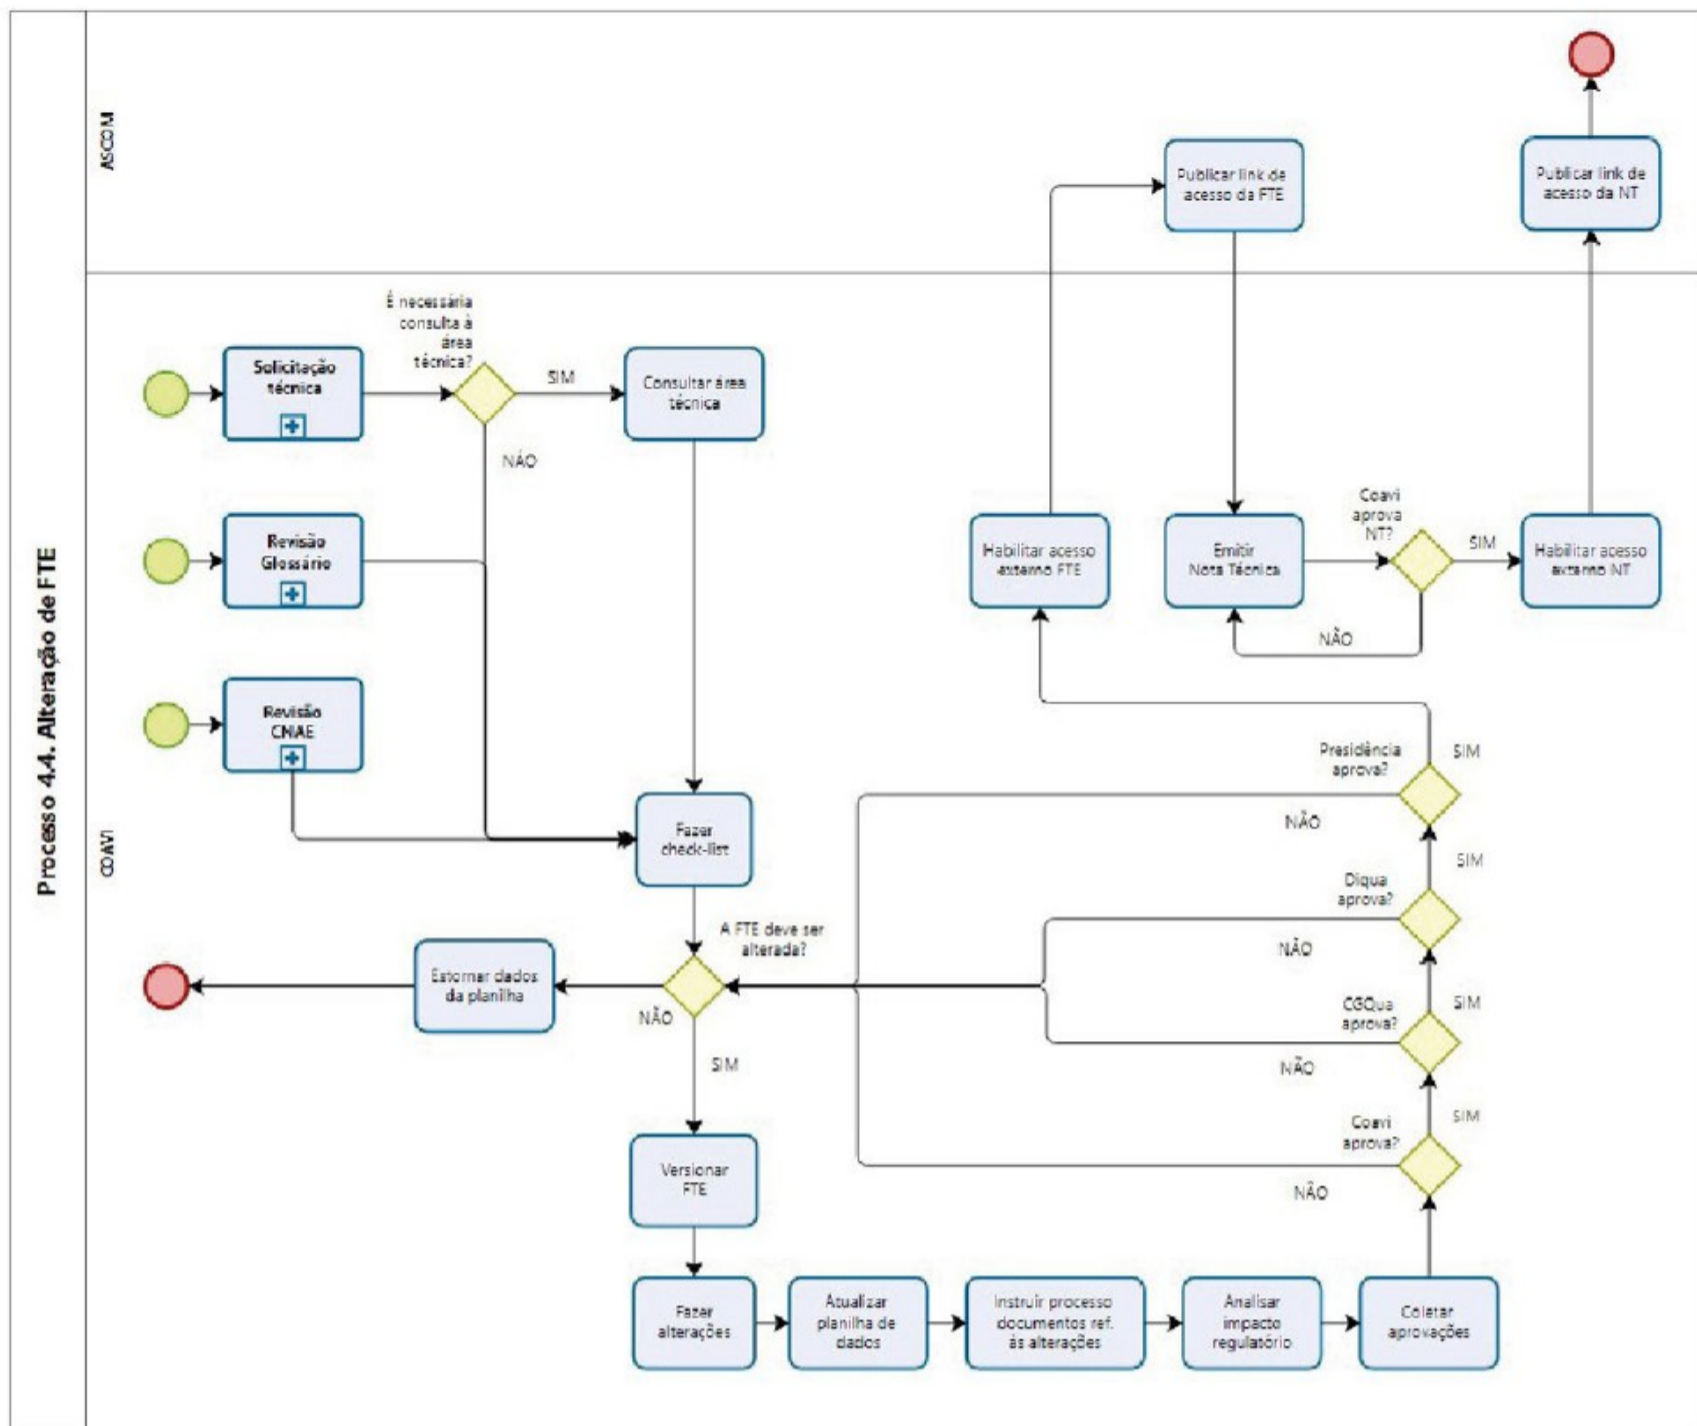 Processo 4.4. Alteração de FTE
ASCOM
Publicar link de
acesso da FTE
Publicar link de
acesso da NT
COAVI
É necessária
consulta à
área
técnica?
Solicitação
técnica
SIM
Consultar área
técnica
NÃO
Revisão
Glossário
Revisão
CNAE
Habilitar acesso
externo FTE
Emitir
Nota Técnica
Coavi
aprova
NT?
SIM
NÃO
Habilitar acesso
externo NT
Fazer
check-list
A FTE deve ser
alterada?
Estornar dados
da planilha
NÃO
SIM
Presidência
aprova?
SIM
NÃO
Diqua
aprova?
SIM
NÃO
CGQua
aprova?
SIM
NÃO
Coavi
aprova?
SIM
NÃO
Versionar
FTE
Fazer
alterações
Atualizar
planilha de
dados
Instruir processo
documentos ref.
às alterações
Analisar
impacto
regulatório
Coletar
aprovações